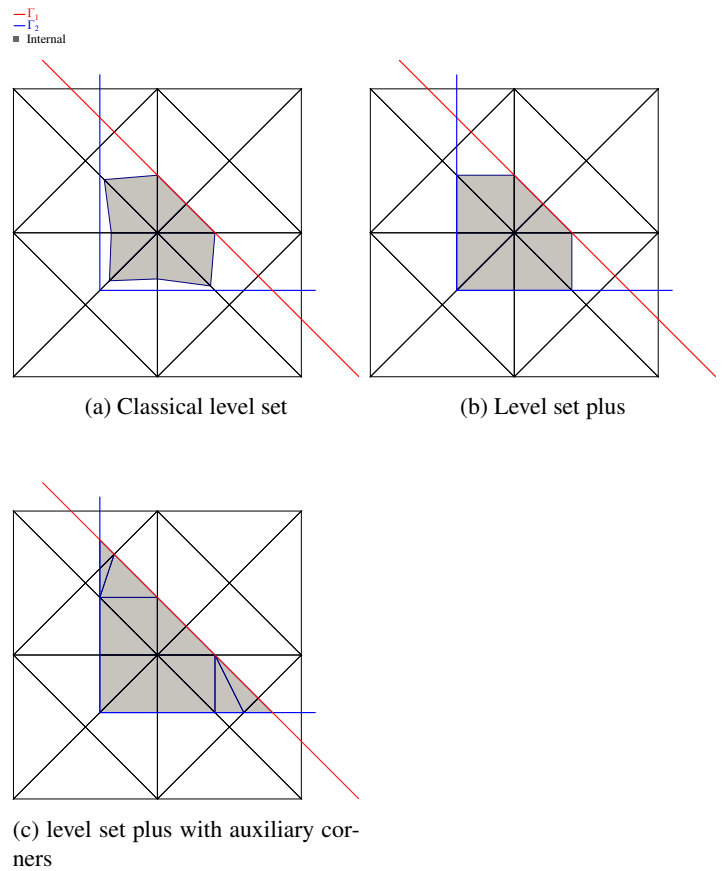 Γ₁
Γ₂
Internal
(a) Classical level set
(b) Level set plus
(c) level set plus with auxiliary cor-
ners